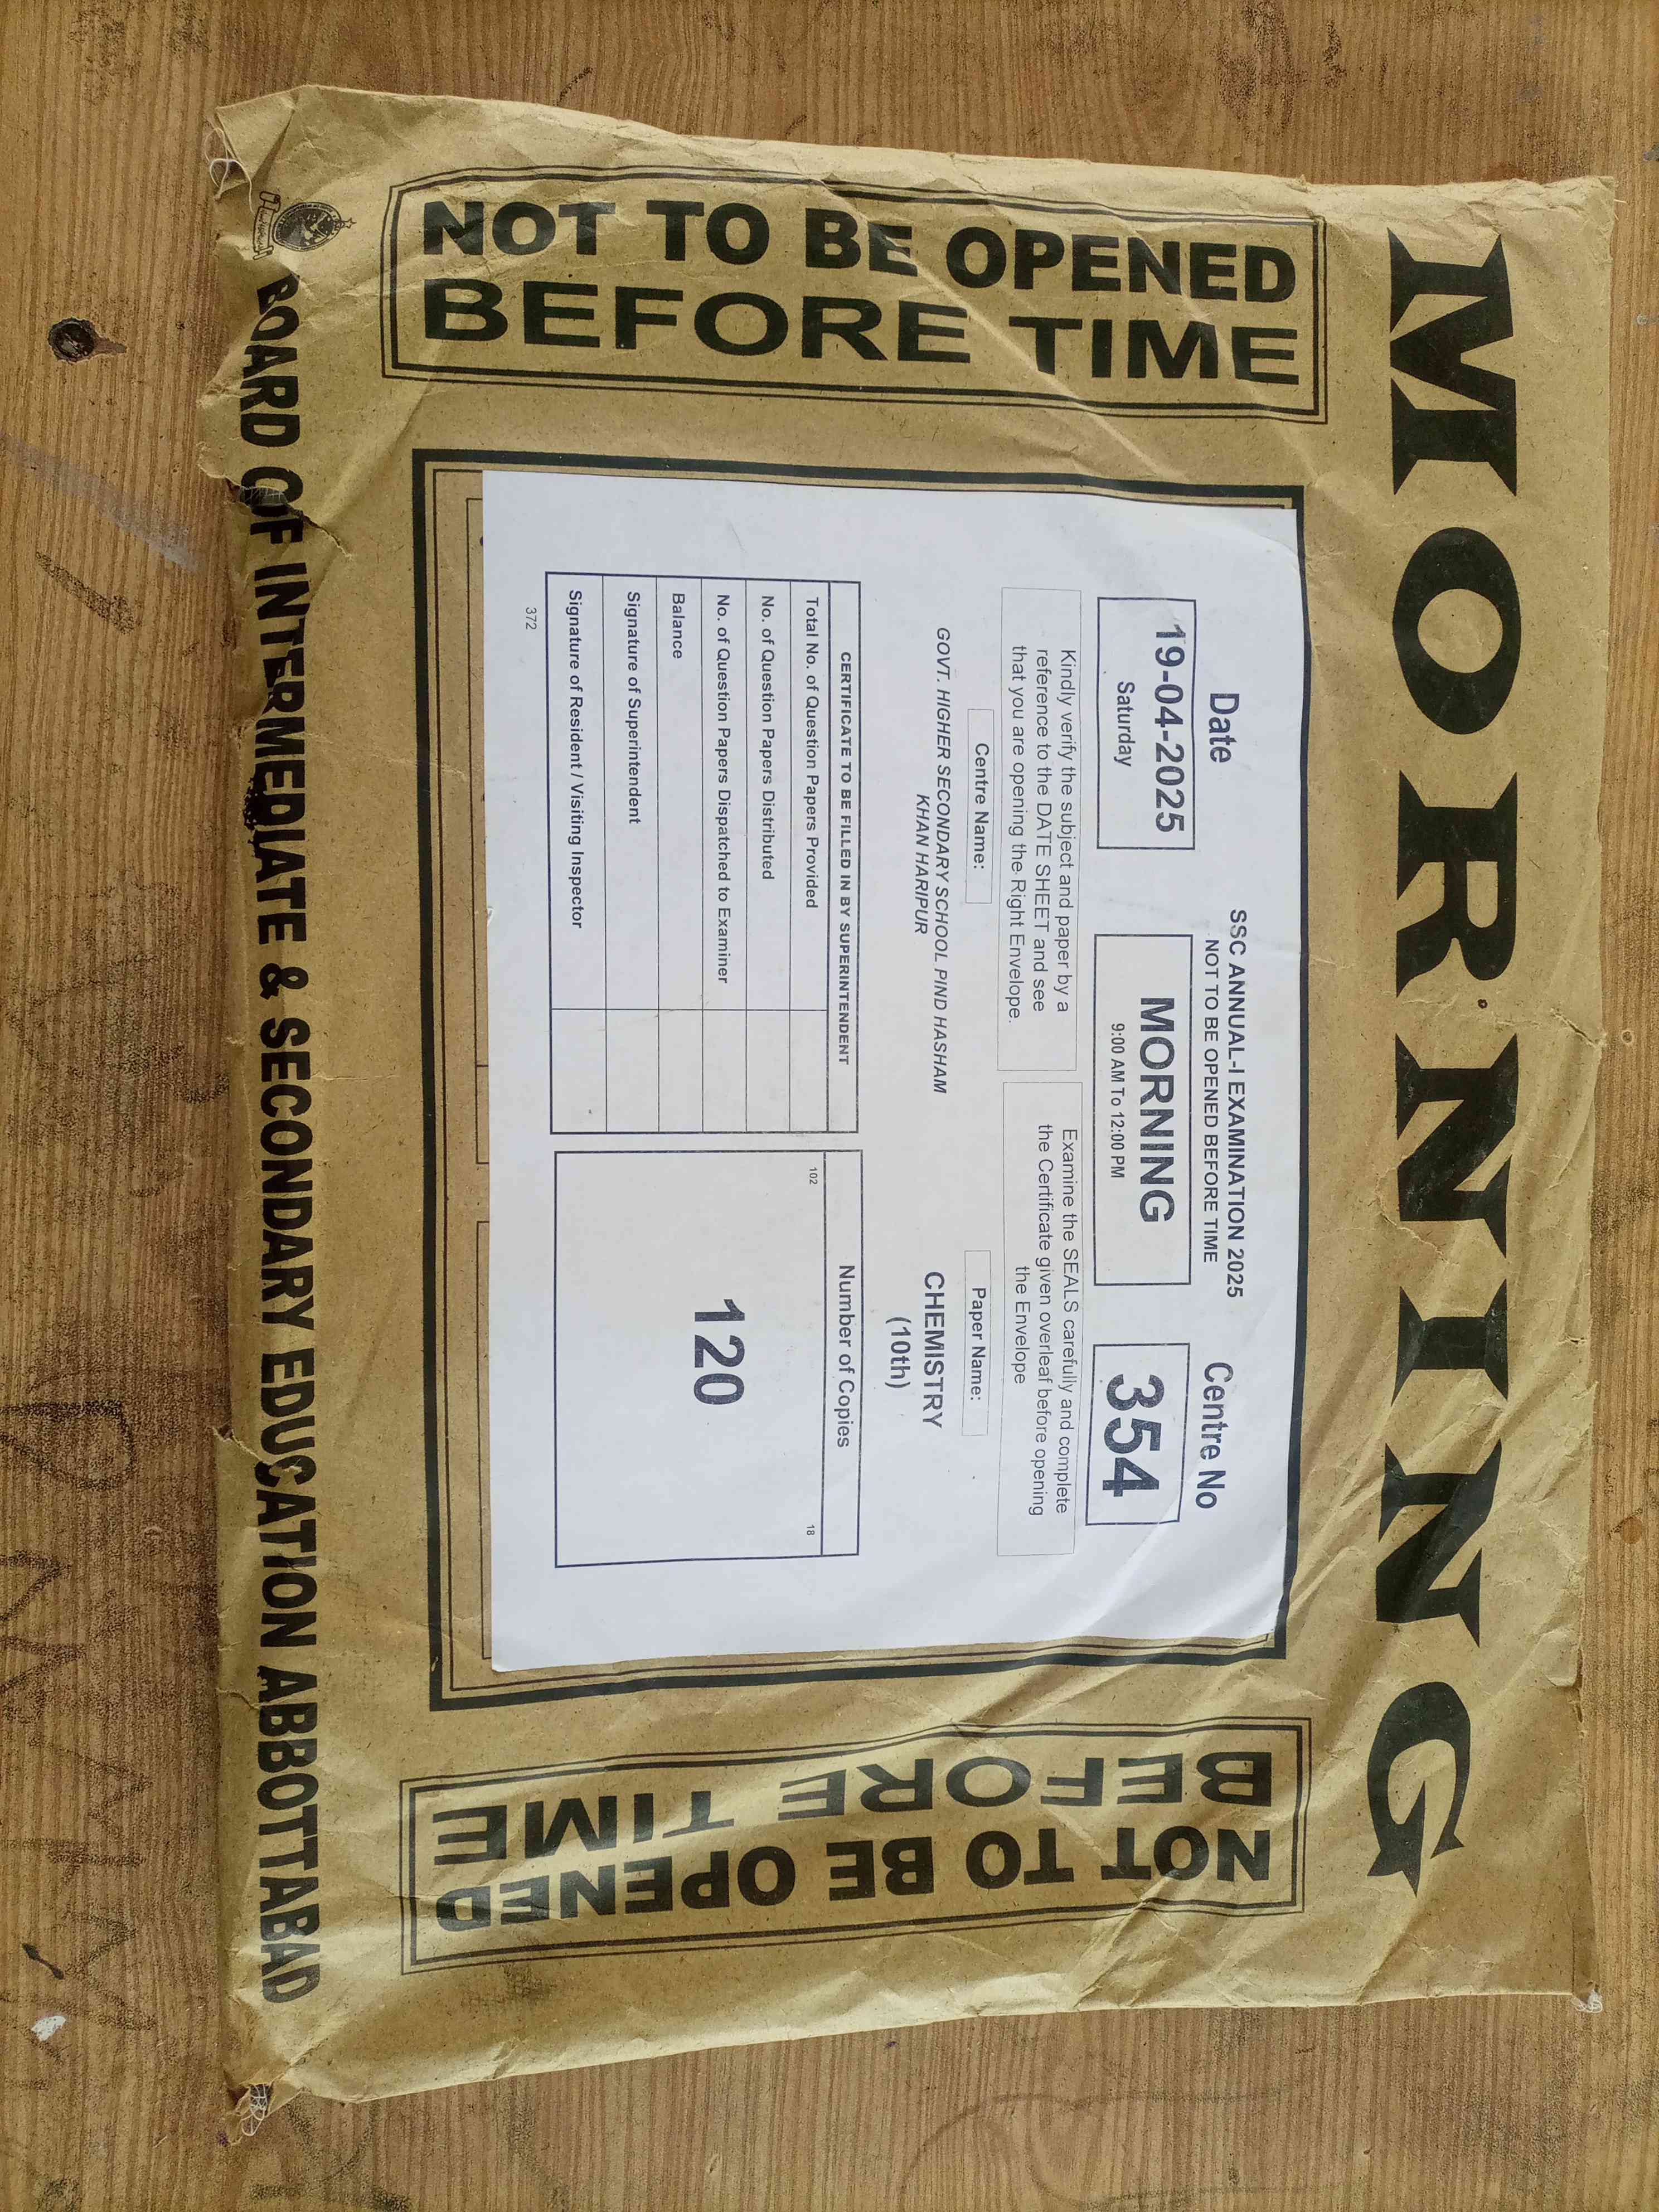 MORNING
NOT TO BE OPENED
BEFORE TIME
Date
19-04-2025
Saturday
SSC ANNUAL-I EXAMINATION 2025
NOT TO BE OPENED BEFORE TIME
MORNING
9:00 AM To 12:00 PM
Centre No
354
Kindly verify the subject and paper by a
reference to the DATE SHEET and see
that you are opening the Right Envelope.
Examine the SEALS carefully and complete
the Certificate given overleaf before opening
the Envelope
Centre Name:
GOVT. HIGHER SECONDARY SCHOOL PIND HASHAM
KHAN HARIPUR
Paper Name:
CHEMISTRY
(10th)
CERTIFICATE TO BE FILLED IN BY SUPERINTENDENT
Total No. of Question Papers Provided
No. of Question Papers Distributed
No. of Question Papers Dispatched to Examiner
Balance
Signature of Superintendent
Signature of Resident / Visiting Inspector
372
Number of Copies
102
18
120
NOT TO BE OPENED
BEFORE TIME
BOARD OF INTERMEDIATE & SECONDARY EDUCATION ABBOTTABAD